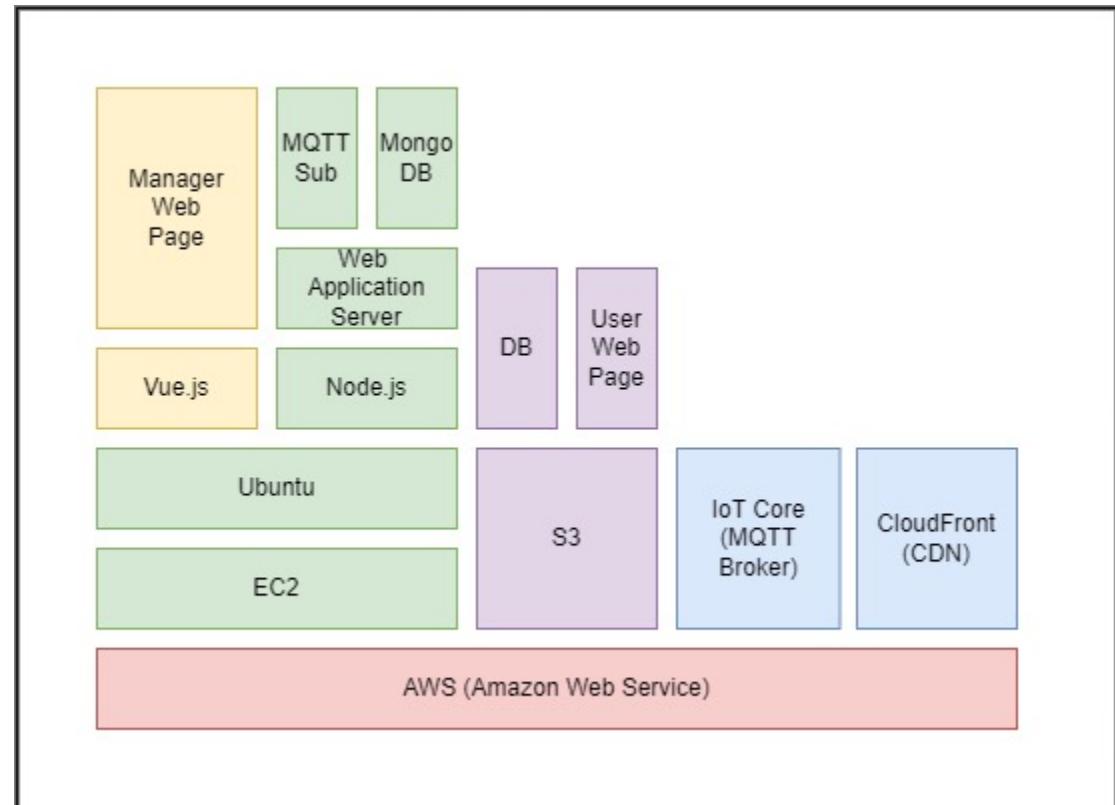 Manager
Web
Page
MQTT
Sub
Mongo
DB
Web
Application
Server
DB
User
Web
Page
Vue.js
Node.js
Ubuntu
S3
IoT Core
(MQTT
Broker)
CloudFront
(CDN)
EC2
AWS (Amazon Web Service)